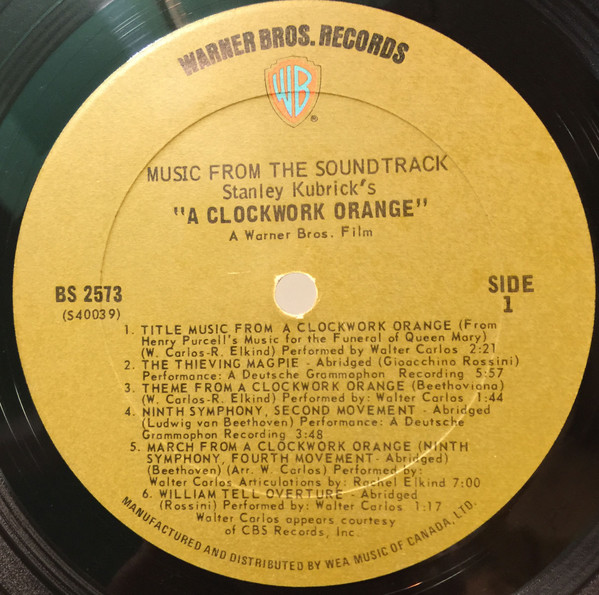 WARNER BROS. RECORDS
WB
®
MUSIC FROM THE SOUNDTRACK
Stanley Kubrick's
"A CLOCKWORK ORANGE"
A Warner Bros. Film
BS 2573
(S40039)
SIDE
1
1. TITLE MUSIC FROM A CLOCKWORK ORANGE (From
Henry Purcell's Music for the Funeral of Queen Mary)
(W. Carlos-R. Elkind) Performed by Walter Carlos 2:21
2. THE THIEVING MAGPIE - Abridged (Gioacchino Rossini)
Performance: A Deutsche Grammophon Recording 5:57
3. THEME FROM A CLOCKWORK ORANGE (Beethoviana)
(W. Carlos-R. Elkind) Performed by: Walter Carlos 1:44
4. NINTH SYMPHONY, SECOND MOVEMENT - Abridged
(Ludwig van Beethoven) Performance: A Deutsche
Grammophon Recording 3:48
5. MARCH FROM A CLOCKWORK ORANGE (NINTH
SYMPHONY, FOURTH MOVEMENT- Abridged)
(Beethoven) (Arr. W. Carlos) Performed by:
Walter Carlos Articulations by: Rachel Elkind 7:00
6. WILLIAM TELL OVERTURE - Abridged
(Rossini) Performed by: Walter Carlos 1:17
Walter Carlos appears courtesy
of CBS Records, Inc.
MANUFACTURED AND DISTRIBUTED BY WEA MUSIC OF CANADA, LTD.